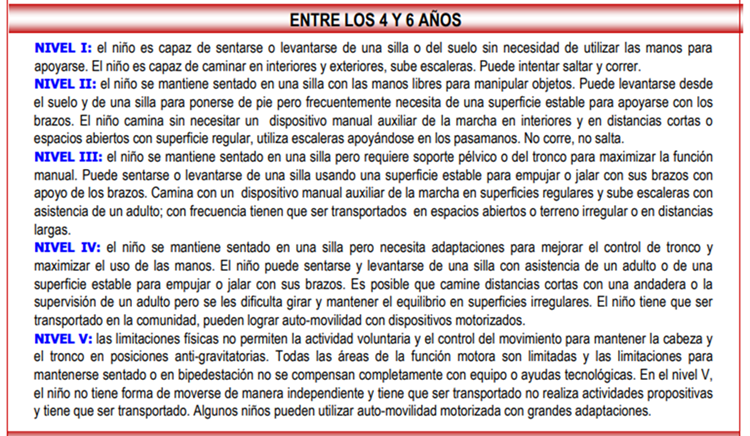 ENTRE LOS 4 Y 6 AÑOS
NIVEL I: el niño es capaz de sentarse o levantarse de una silla o del suelo sin necesidad de utilizar las manos para
apoyarse. El niño es capaz de caminar en interiores y exteriores, sube escaleras. Puede intentar saltar y correr.
NIVEL II: el niño se mantiene sentado en una silla con las manos libres para manipular objetos. Puede levantarse desde
el suelo y de una silla para ponerse de pie pero frecuentemente necesita de una superficie estable para apoyarse con los
brazos. El niño camina sin necesitar un dispositivo manual auxiliar de la marcha en interiores y en distancias cortas o
espacios abiertos con superficie regular, utiliza escaleras apoyándose en los pasamanos. No corre, no salta.
NIVEL III: el niño se mantiene sentado en una silla pero requiere soporte pélvico o del tronco para maximizar la función
manual. Puede sentarse o levantarse de una silla usando una superficie estable para empujar o jalar con sus brazos con
apoyo de los brazos. Camina con un dispositivo manual auxiliar de la marcha en superficies regulares y sube escaleras con
asistencia de un adulto; con frecuencia tienen que ser transportados en espacios abiertos o terreno irregular o en distancias
largas.
NIVEL IV: el niño se mantiene sentado en una silla pero necesita adaptaciones para mejorar el control de tronco y
maximizar el uso de las manos. El niño puede sentarse y levantarse de una silla con asistencia de un adulto o de una
superficie estable para empujar o jalar con sus brazos. Es posible que camine distancias cortas con una andadera o la
supervisión de un adulto pero se les dificulta girar y mantener el equilibrio en superficies irregulares. El niño tiene que ser
transportado en la comunidad, pueden lograr auto-movilidad con dispositivos motorizados.
NIVEL V: las limitaciones físicas no permiten la actividad voluntaria y el control del movimiento para mantener la cabeza y
el tronco en posiciones anti-gravitatorias. Todas las áreas de la función motora son limitadas y las limitaciones para
mantenerse sentado o en bipedestación no se compensan completamente con equipo o ayudas tecnológicas. En el nivel V,
el niño no tiene forma de moverse de manera independiente y tiene que ser transportado no realiza actividades propositivas
y tiene que ser transportado. Algunos niños pueden utilizar auto-movilidad motorizada con grandes adaptaciones.